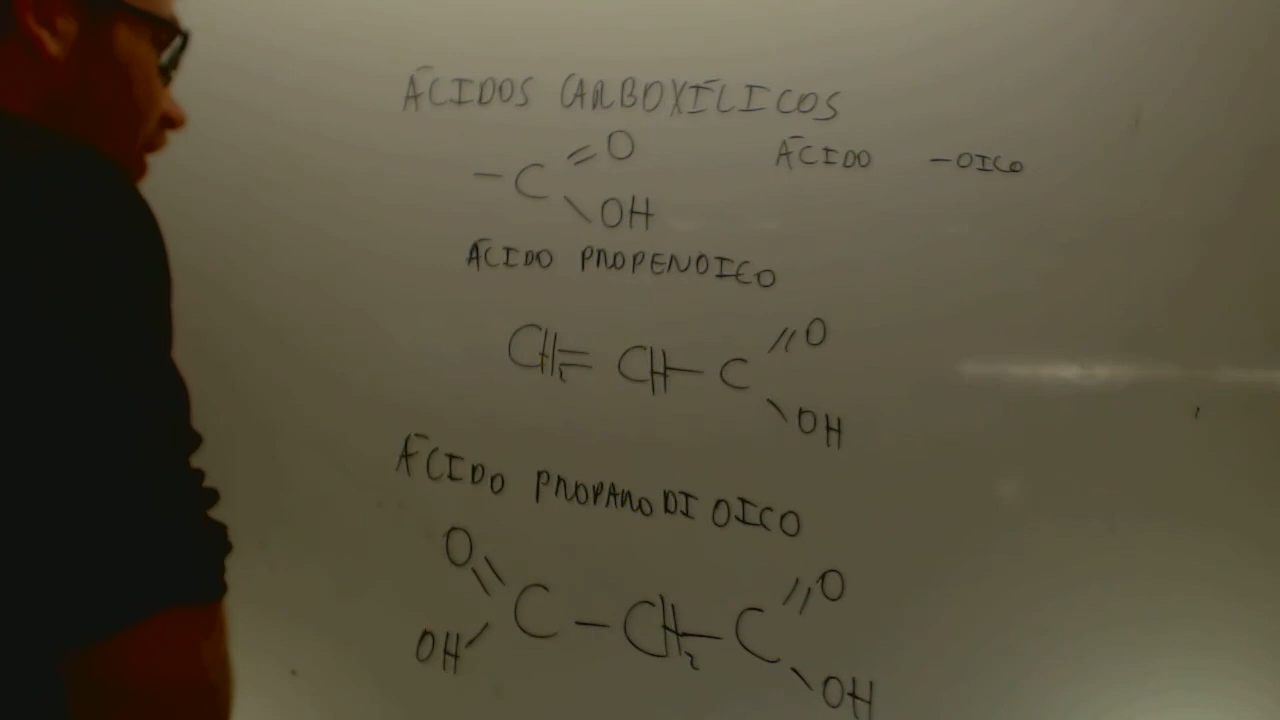 ÁCIDOS CARBOXÍLICOS
-C=O
\OH
ÁCIDO -OICO
ÁCIDO PROPENOICO
CH2=CH-C=O
\OH
ÁCIDO PROPANODIOICO
O=C-CH2-C=O
OH/ \OH